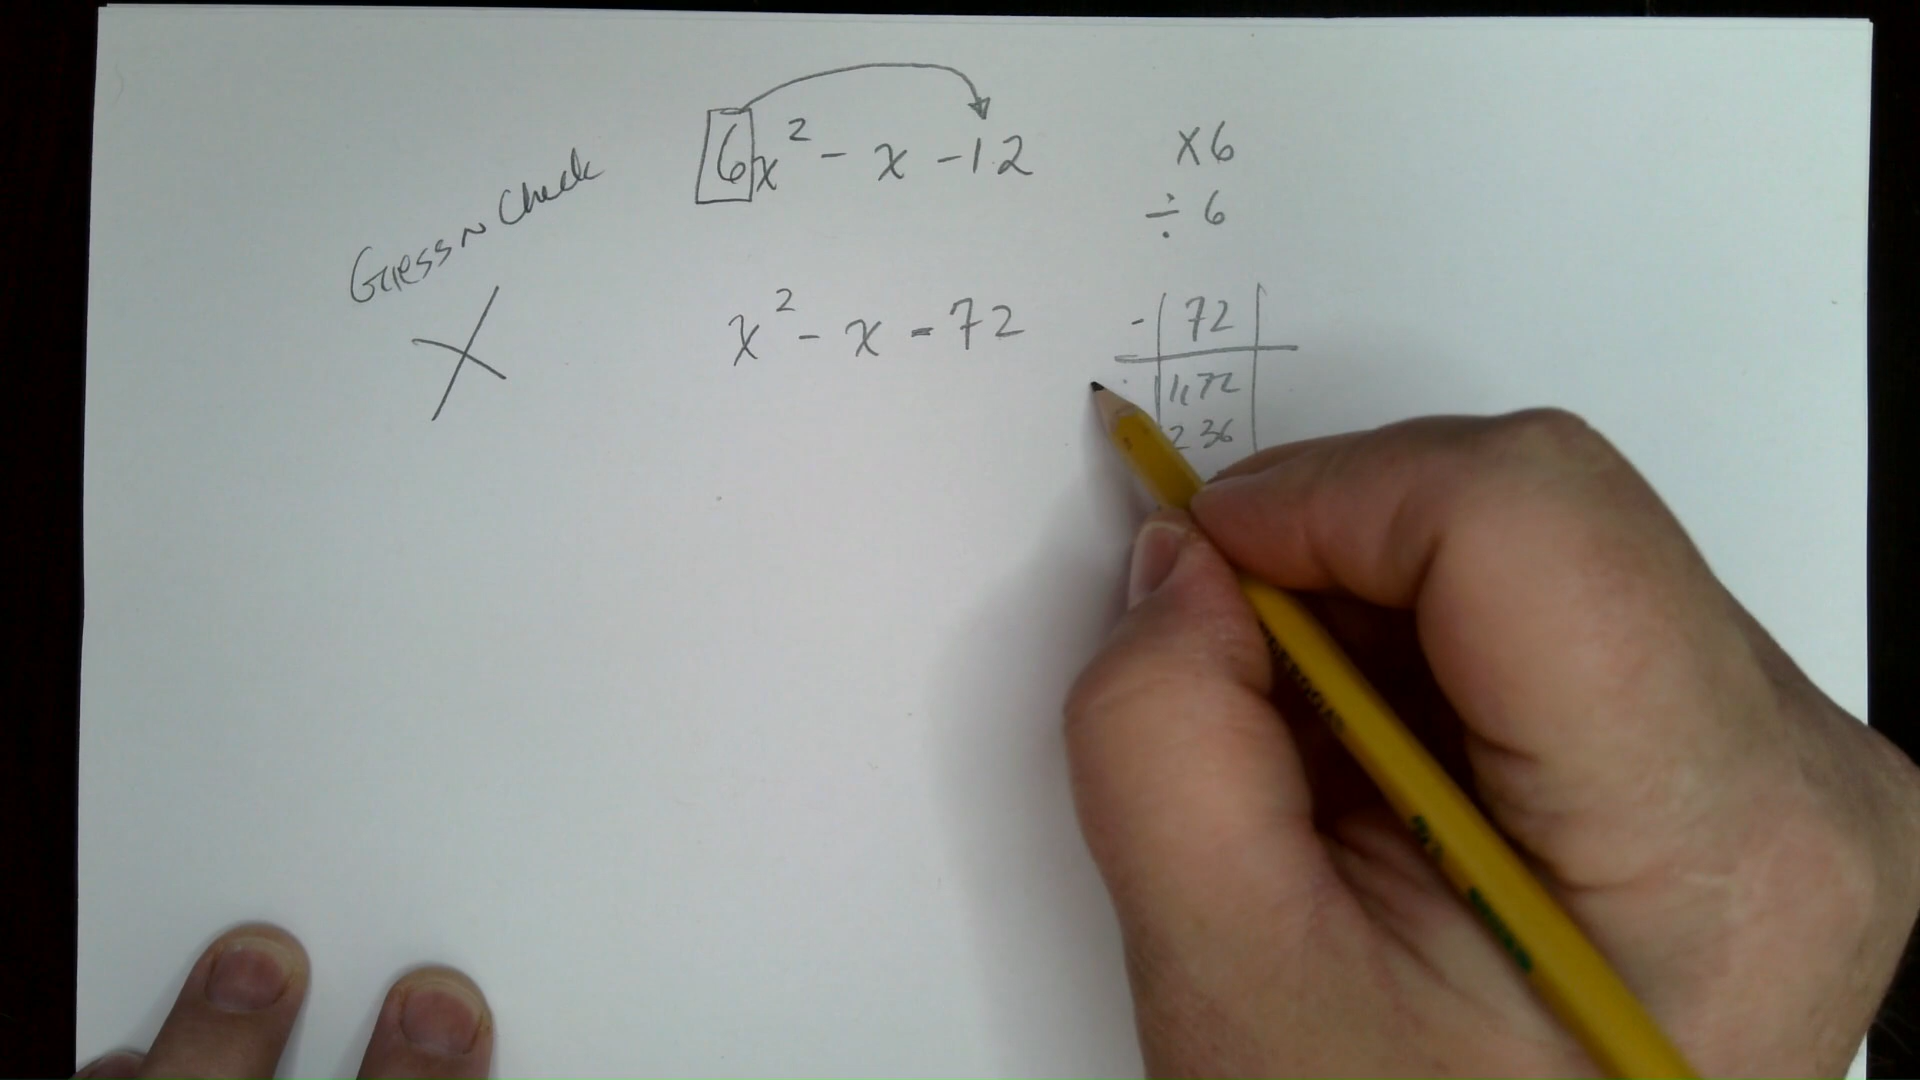 Guess n Check
6x² - x - 12
x6
÷ 6
x² - x - 72
- | 72
1, 72
2 36